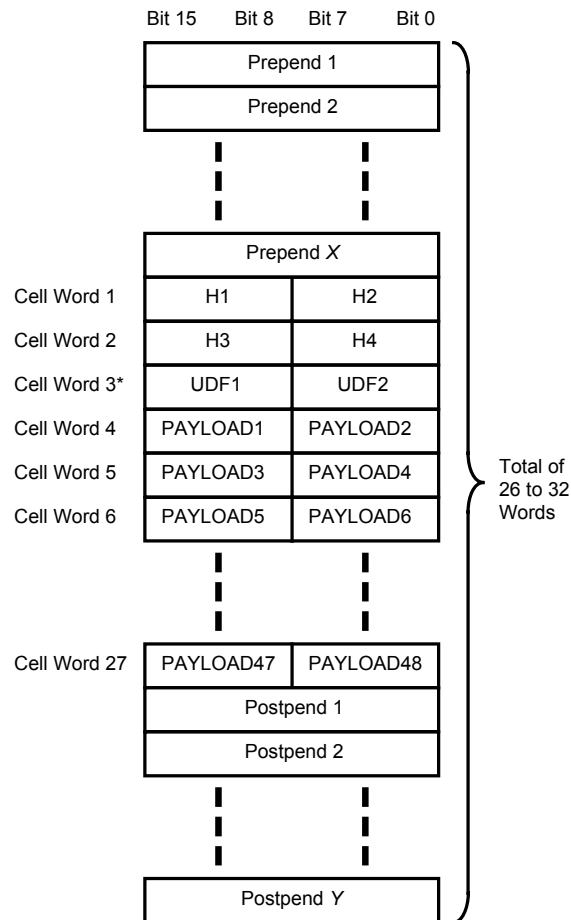 Bit 15 Bit 8 Bit 7 Bit 0
Prepend 1
Prepend 2
Prepend X
Cell Word 1 H1 H2
Cell Word 2 H3 H4
Cell Word 3* UDF1 UDF2
Cell Word 4 PAYLOAD1 PAYLOAD2
Cell Word 5 PAYLOAD3 PAYLOAD4
Cell Word 6 PAYLOAD5 PAYLOAD6
Total of
26 to 32
Words
Cell Word 27 PAYLOAD47 PAYLOAD48
Postpend 1
Postpend 2
Postpend Y